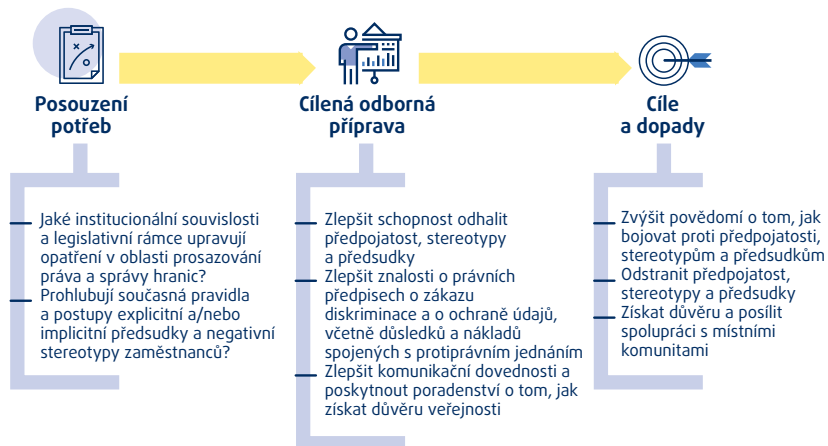 Posouzení
potřeb
Jaké institucionální souvislosti
a legislativní rámce upravují
opatření v oblasti prosazování
práva a správy hranic?
Prohlubují současná pravidla
a postupy explicitní a/nebo
implicitní předsudky a negativní
stereotypy zaměstnanců?
Cílená odborná
příprava
Zlepšit schopnost odhalit
předpojatost, stereotypy
a předsudky
Zlepšit znalosti o právních
předpisech o zákazu
diskriminace a o ochraně údajů,
včetně důsledků a nákladů
spojených s protiprávním jednáním
Zlepšit komunikační dovednosti a
poskytnout poradenství o tom, jak
získat důvěru veřejnosti
Cíle
a dopady
Zvýšit povědomí o tom, jak
bojovat proti předpojatosti,
stereotypům a předsudkům
Odstranit předpojatost,
stereotypy a předsudky
Získat důvěru a posílit
spolupráci s místními
komunitami